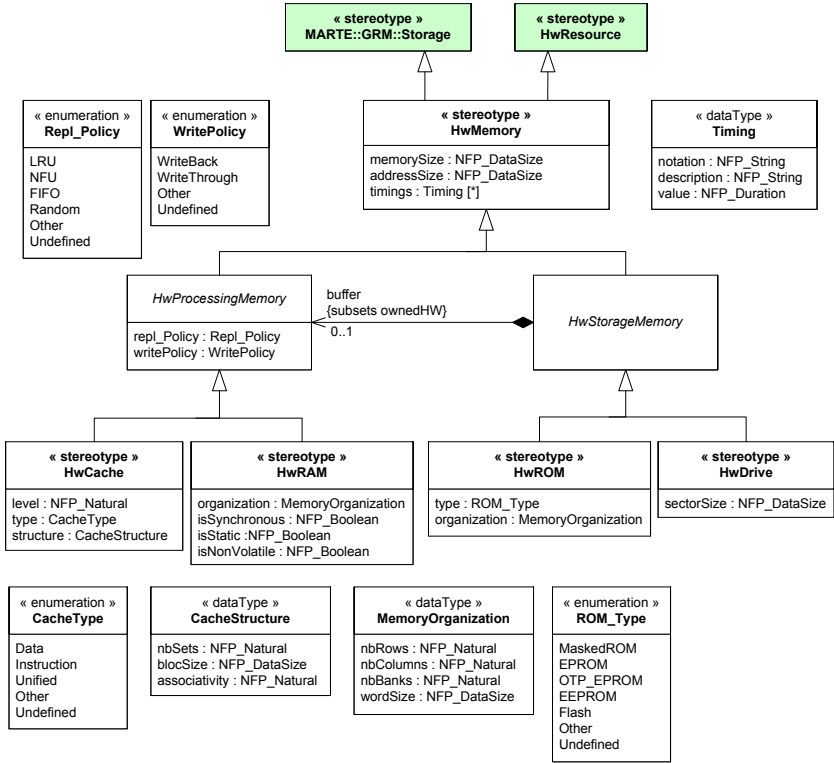 « stereotype »
MARTE::GRM::Storage
« stereotype »
HwResource
« enumeration »
Repl_Policy
LRU
NFU
FIFO
Random
Other
Undefined
« enumeration »
WritePolicy
WriteBack
WriteThrough
Other
Undefined
« stereotype »
HwMemory
memorySize : NFP_DataSize
addressSize : NFP_DataSize
timings : Timing [*]
« dataType »
Timing
notation : NFP_String
description : NFP_String
value : NFP_Duration
HwProcessingMemory
repl_Policy : Repl_Policy
writePolicy : WritePolicy
buffer
{subsets ownedHW}
0..1
HwStorageMemory
« stereotype »
HwCache
level : NFP_Natural
type : CacheType
structure : CacheStructure
« stereotype »
HwRAM
organization : MemoryOrganization
isSynchronous : NFP_Boolean
isStatic :NFP_Boolean
isNonVolatile : NFP_Boolean
« stereotype »
HwROM
type : ROM_Type
organization : MemoryOrganization
« stereotype »
HwDrive
sectorSize : NFP_DataSize
« enumeration »
CacheType
Data
Instruction
Unified
Other
Undefined
« dataType »
CacheStructure
nbSets : NFP_Natural
blocSize : NFP_DataSize
associativity : NFP_Natural
« dataType »
MemoryOrganization
nbRows : NFP_Natural
nbColumns : NFP_Natural
nbBanks : NFP_Natural
wordSize : NFP_DataSize
« enumeration »
ROM_Type
MaskedROM
EPROM
OTP_EPROM
EEPROM
Flash
Other
Undefined